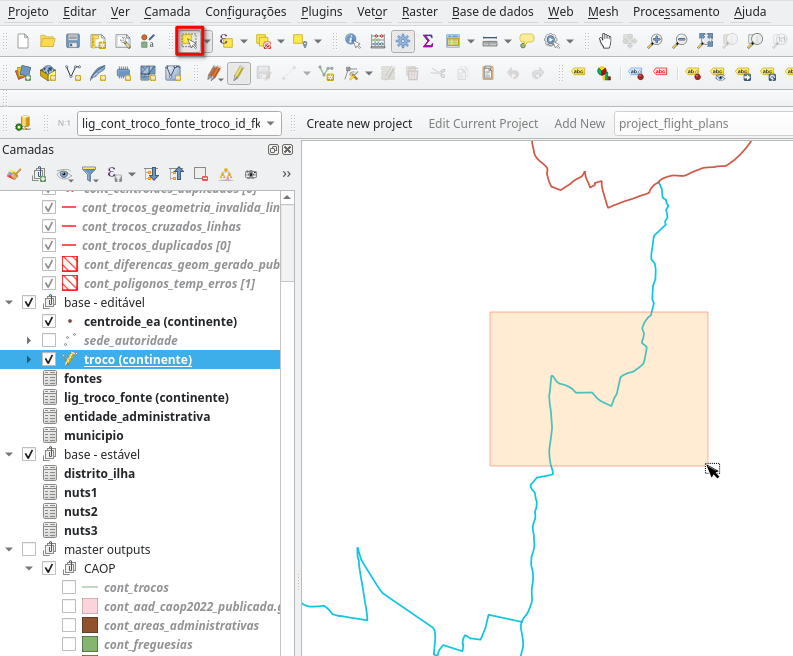 Projeto Editar Ver Camada Configurações Plugins Vetor Raster Base de dados Web Mesh Processamento Ajuda
N:1 lig_cont_troco_fonte_troco_id_fk Create new project Edit Current Project Add New project_flight_plans
Camadas
cont_centroides_duplicados [0]
cont_trocos_geometria_invalida_lin
cont_trocos_cruzados_linhas
cont_trocos_duplicados [0]
cont_diferencas_geom_gerado_pub
cont_poligonos_temp_erros [1]
base - editável
centroide_ea (continente)
sede_autoridade
troco (continente)
fontes
lig_troco_fonte (continente)
entidade_administrativa
municipio
base - estável
distrito_ilha
nuts1
nuts2
nuts3
master outputs
CAOP
cont_trocos
cont_aad_caop2022_publicada.g
cont_areas_administrativas
cont_freguesias